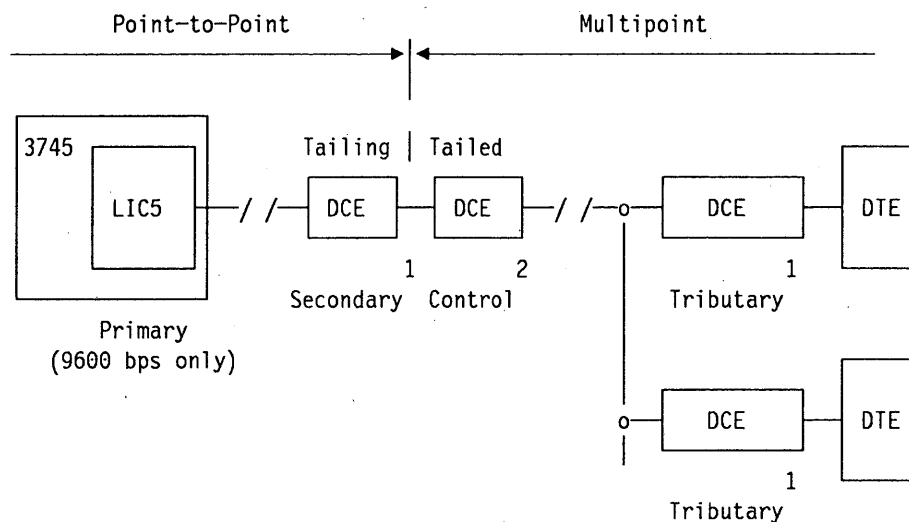 Point-to-Point Multipoint
3745 Tailing Tailed
LIC5 DCE DCE DCE DTE
1 2 1
Secondary Control Tributary
Primary
(9600 bps only)
DCE DTE
1
Tributary